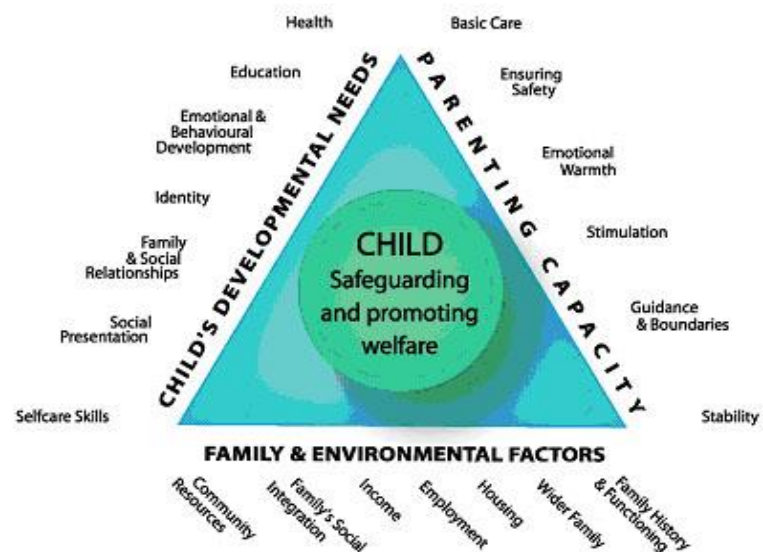 Health
Education
Emotional &
Behavioural
Development
Identity
Family
& Social
Relationships
Social
Presentation
Selfcare Skills
CHILD'S DEVELOPMENTAL NEEDS
CHILD
Safeguarding
and promoting
welfare
PARENTING CAPACITY
Basic Care
Ensuring
Safety
Emotional
Warmth
Stimulation
Guidance
& Boundaries
Stability
FAMILY & ENVIRONMENTAL FACTORS
Community
Resources
Family's Social
Integration
Income
Employment
Housing
Wider Family
Family History
& Functioning